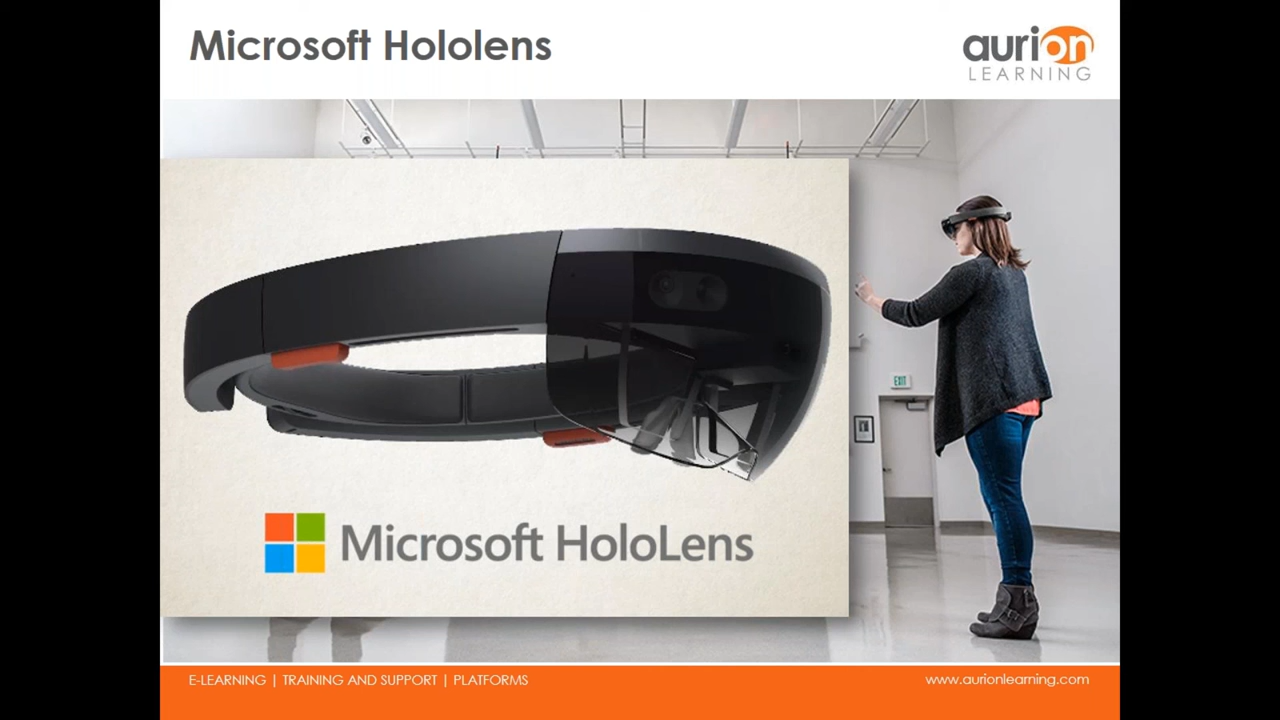 Microsoft Hololens
aurion
LEARNING
EXIT
Microsoft HoloLens
E-LEARNING | TRAINING AND SUPPORT | PLATFORMS
www.aurionlearning.com